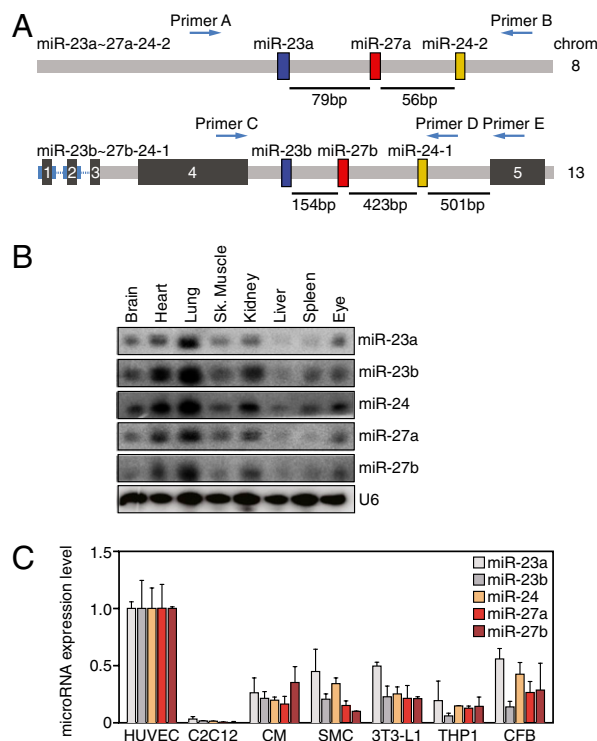 A
Primer A
Primer B
miR-23a~27a-24-2
miR-23a
miR-27a
miR-24-2
chrom
8
79bp
56bp
Primer C
Primer D
Primer E
miR-23b~27b-24-1
miR-23b
miR-27b
miR-24-1
1
2
3
4
5
13
154bp
423bp
501bp
B
Brain
Heart
Lung
Sk. Muscle
Kidney
Liver
Spleen
Eye
miR-23a
miR-23b
miR-24
miR-27a
miR-27b
U6
C
microRNA expression level
1.5
1.0
0.5
0
miR-23a
miR-23b
miR-24
miR-27a
miR-27b
HUVEC C2C12 CM SMC 3T3-L1 THP1 CFB